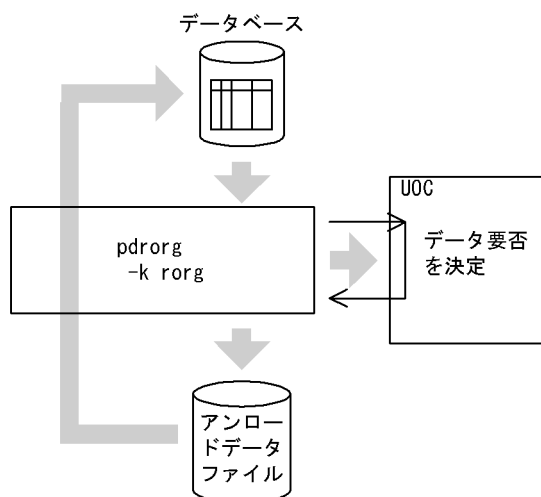 データベース
UOC
pdrorg
-k rorg
データ要否
を決定
アンロー
ドデータ
ファイル